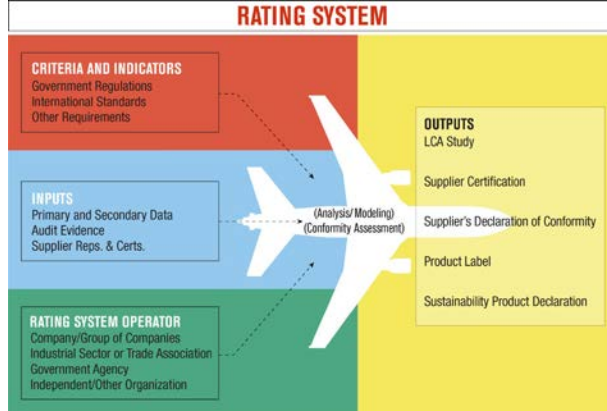 RATING SYSTEM
CRITERIA AND INDICATORS
Government Regulations
International Standards
Other Requirements
INPUTS
Primary and Secondary Data
Audit Evidence
Supplier Reps. & Certs.
RATING SYSTEM OPERATOR
Company/Group of Companies
Industrial Sector or Trade Association
Government Agency
Independent/Other Organization
(Analysis/Modeling)
(Conformity Assessment)
OUTPUTS
LCA Study
Supplier Certification
Supplier's Declaration of Conformity
Product Label
Sustainability Product Declaration